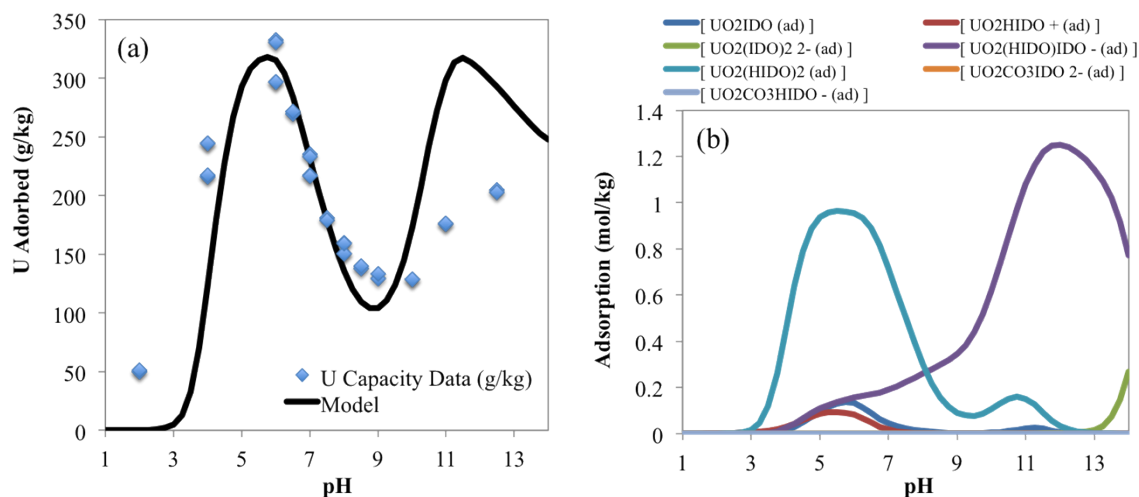 (a)
350
300
250
200
150
100
50
0
U Adorbed (g/kg)
U Capacity Data (g/kg)
Model
1 3 5 7 9 11 13
pH
[ UO2IDO (ad) ] [ UO2HIDO + (ad) ]
[ UO2(IDO)2 2- (ad) ] [ UO2(HIDO)IDO - (ad) ]
[ UO2(HIDO)2 (ad) ] [ UO2CO3IDO 2- (ad) ]
[ UO2CO3HIDO - (ad) ]
(b)
1.4
1.2
1
0.8
0.6
0.4
0.2
0
Adsorption (mol/kg)
1 3 5 7 9 11 13
pH